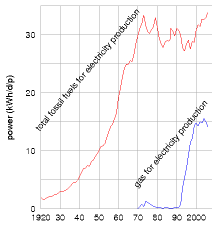 power (kWh/d/p)
30
20
10
0
total fossil fuels for electricity production
gas for electricity production
1920 30 40 50 60 70 80 90 2000